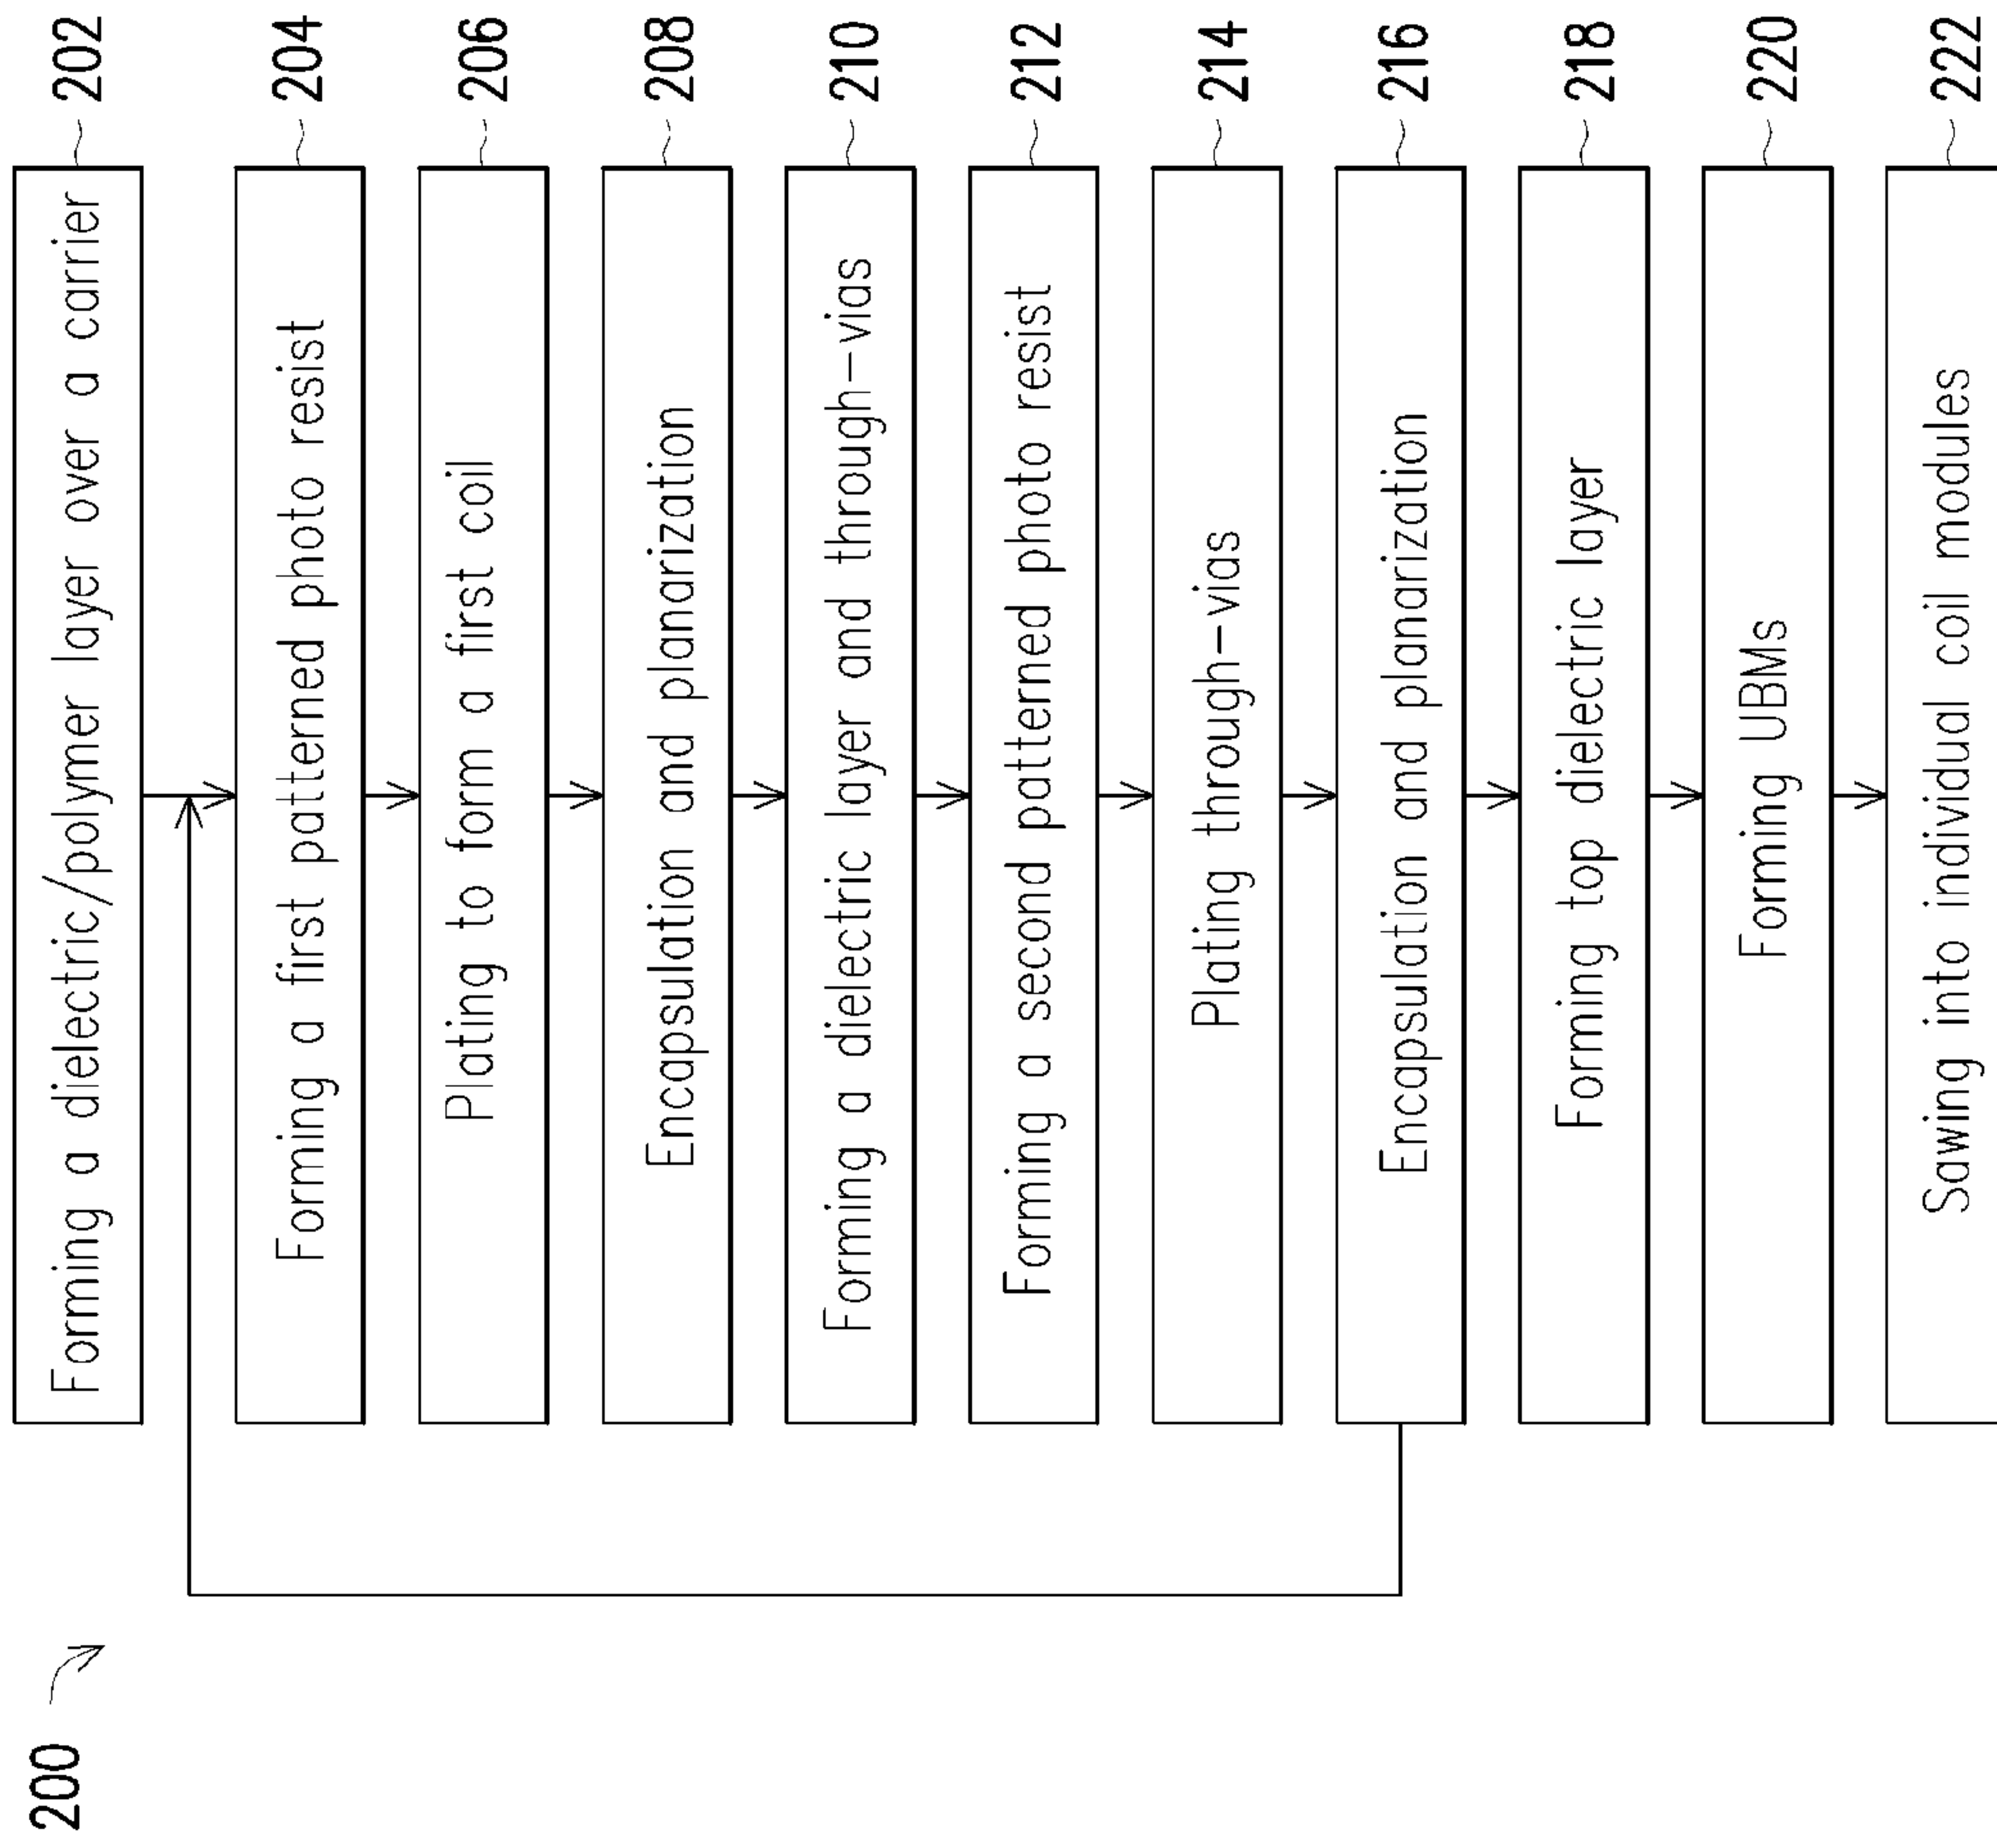 200
Forming a dielectric/polymer layer over a carrier 202
Forming a first patterned photo resist 204
Plating to form a first coil 206
Encapsulation and planarization 208
Forming a dielectric layer and through-vias 210
Forming a second patterned photo resist 212
Plating through-vias 214
Encapsulation and planarization 216
Forming top dielectric layer 218
Forming UBMs 220
Sawing into individual coil modules 222